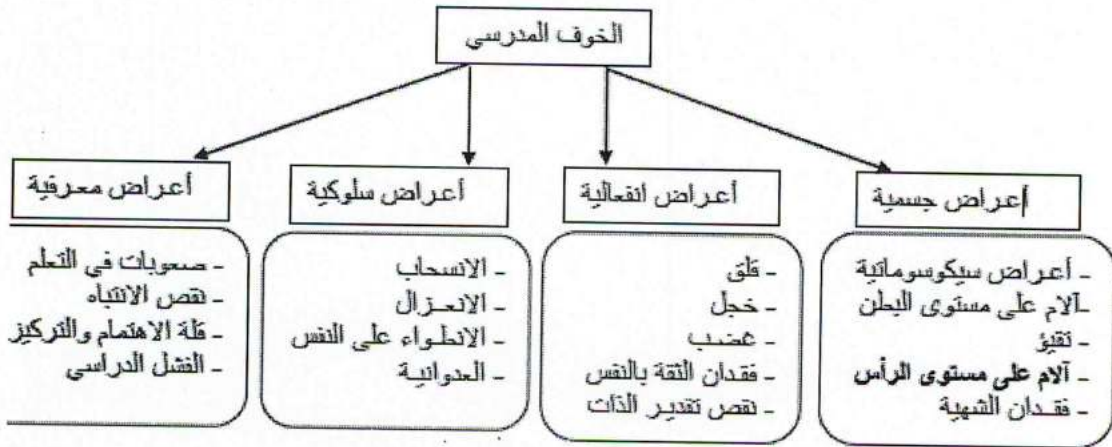 الخوف المدرسي
أعراض جسمية
- أعراض سيكوسوماتية
-آلام على مستوى البطن
- تقيؤ
- آلام على مستوى الرأس
- فقدان الشهية
أعراض انفعالية
- قلق
- خجل
- غضب
- فقدان الثقة بالنفس
- نقص تقدير الذات
أعراض سلوكية
- الانسحاب
- الانعزال
- الانطواء على النفس
- العدوانية
أعراض معرفية
- صعوبات في التعلم
- نقص الانتباه
- قلة الاهتمام والتركيز
- الفشل الدراسي